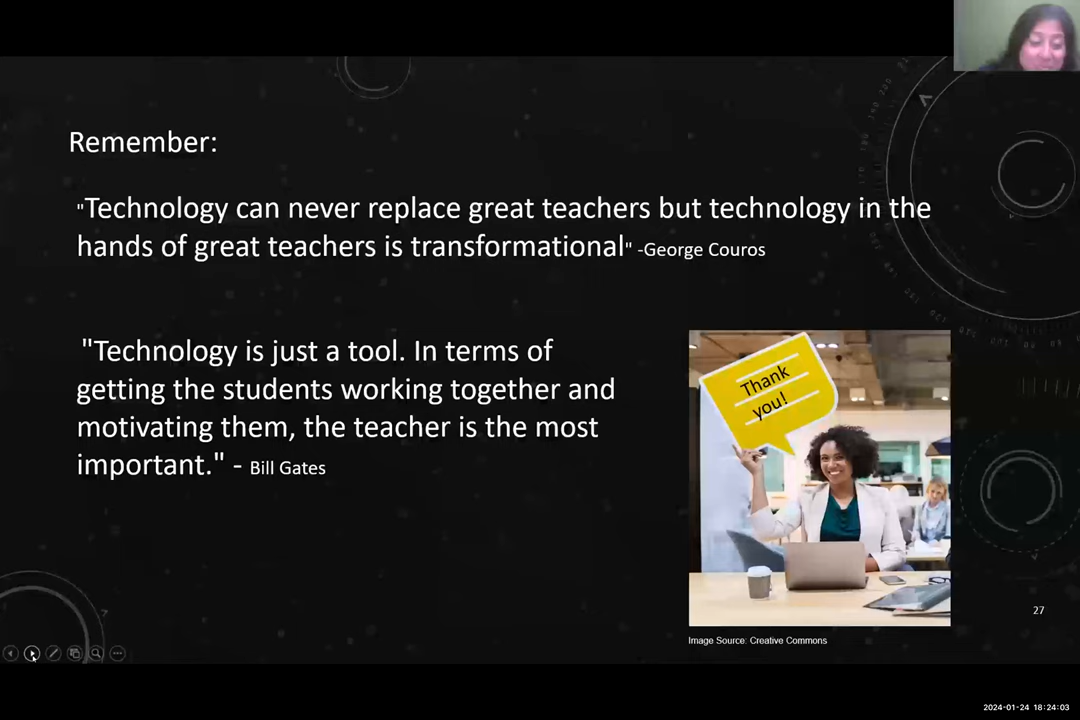 Remember:
"Technology can never replace great teachers but technology in the
hands of great teachers is transformational" -George Couros
"Technology is just a tool. In terms of
getting the students working together and
motivating them, the teacher is the most
important." - Bill Gates
Thank
you!
Image Source: Creative Commons
27
2024-01-24 18:24:03